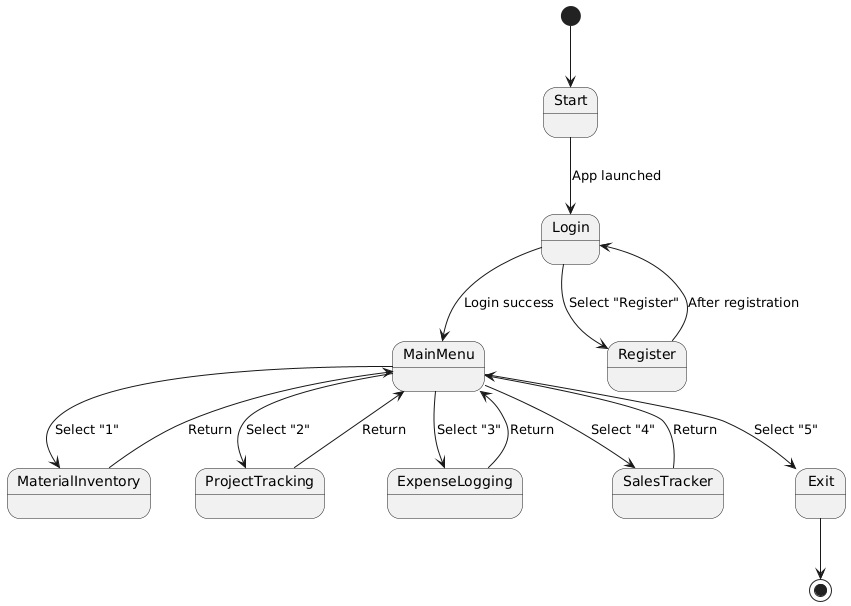 Start
App launched
Login
Login success
Select "Register"
After registration
MainMenu
Register
Select "1"
Return
Select "2"
Return
Select "3"
Return
Select "4"
Return
Select "5"
MaterialInventory
ProjectTracking
ExpenseLogging
SalesTracker
Exit